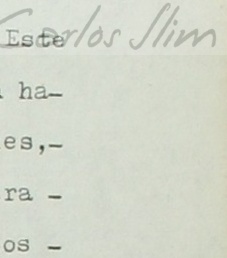 Carlos Slim
Este
ha-
es,-
ra -
os -